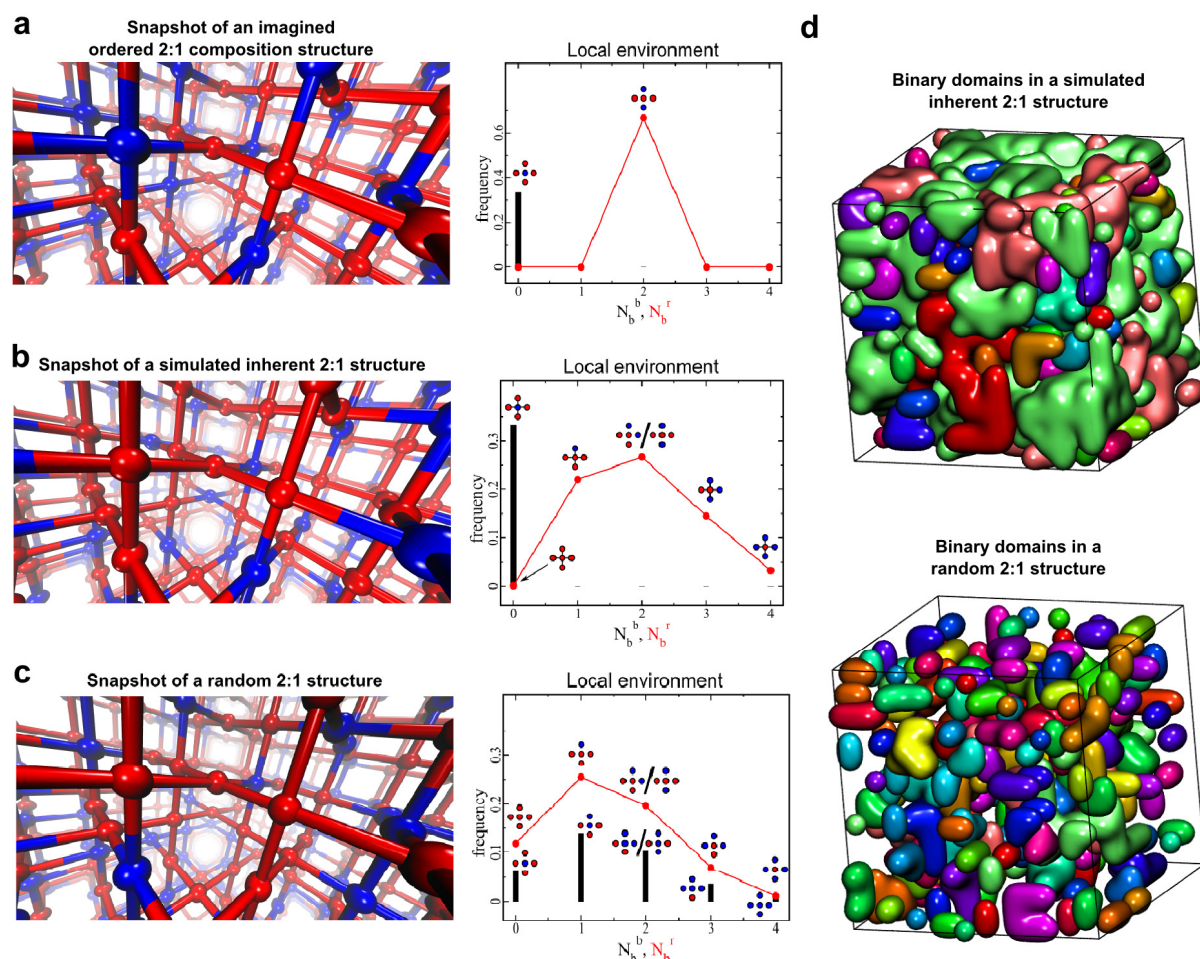 a
Snapshot of an imagined
ordered 2:1 composition structure
Local environment
frequency
0.6
0.4
0.2
0
0 1 2 3 4
N_b^b, N_b^r
b
Snapshot of a simulated inherent 2:1 structure
Local environment
frequency
0.3
0.2
0.1
0
0 1 2 3 4
N_b^b, N_b^r
c
Snapshot of a random 2:1 structure
Local environment
frequency
0.3
0.2
0.1
0
0 1 2 3 4
N_b^b, N_b^r
d
Binary domains in a simulated
inherent 2:1 structure
Binary domains in a
random 2:1 structure